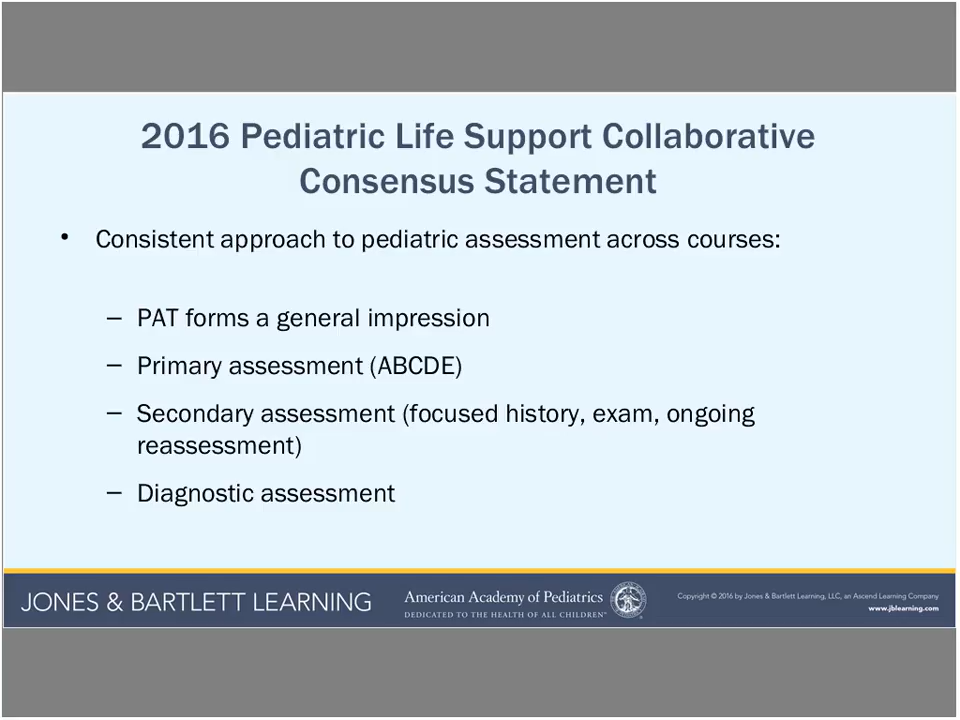 2016 Pediatric Life Support Collaborative
Consensus Statement
• Consistent approach to pediatric assessment across courses:
– PAT forms a general impression
– Primary assessment (ABCDE)
– Secondary assessment (focused history, exam, ongoing
reassessment)
– Diagnostic assessment
JONES & BARTLETT LEARNING
American Academy of Pediatrics
DEDICATED TO THE HEALTH OF ALL CHILDREN™
Copyright © 2016 by Jones & Bartlett Learning, LLC, an Ascend Learning Company
www.jblearning.com